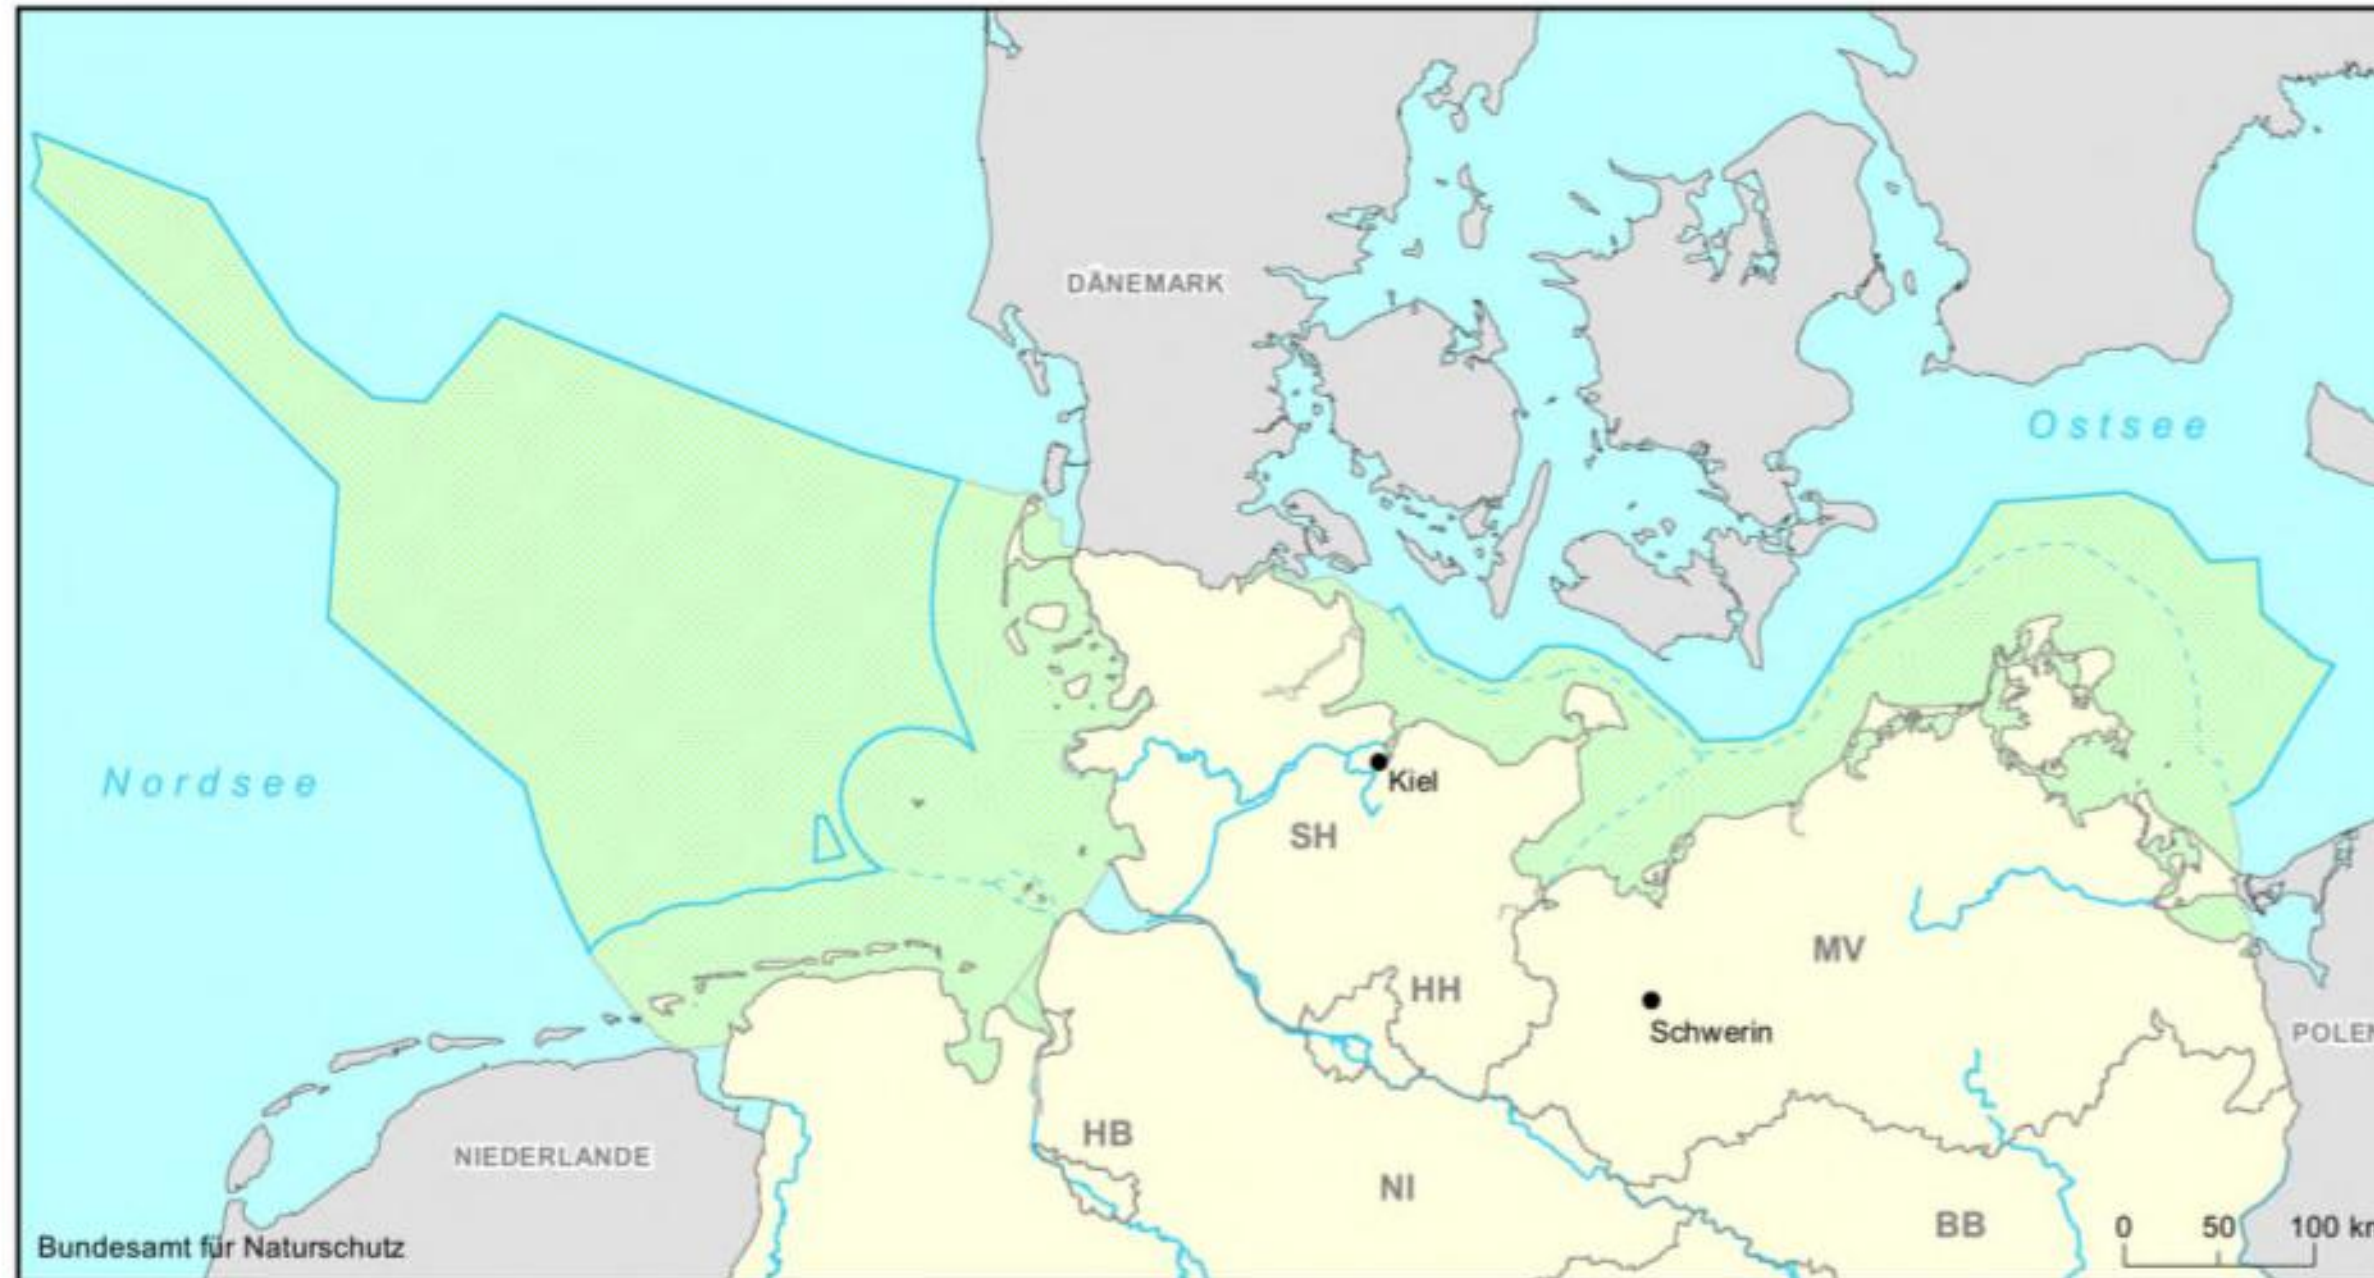 DÄNEMARK
Ostsee
Nordsee
Kiel
SH
MV
HH
Schwerin
POLEN
HB
NIEDERLANDE
NI
BB
0 50 100 km
Bundesamt für Naturschutz